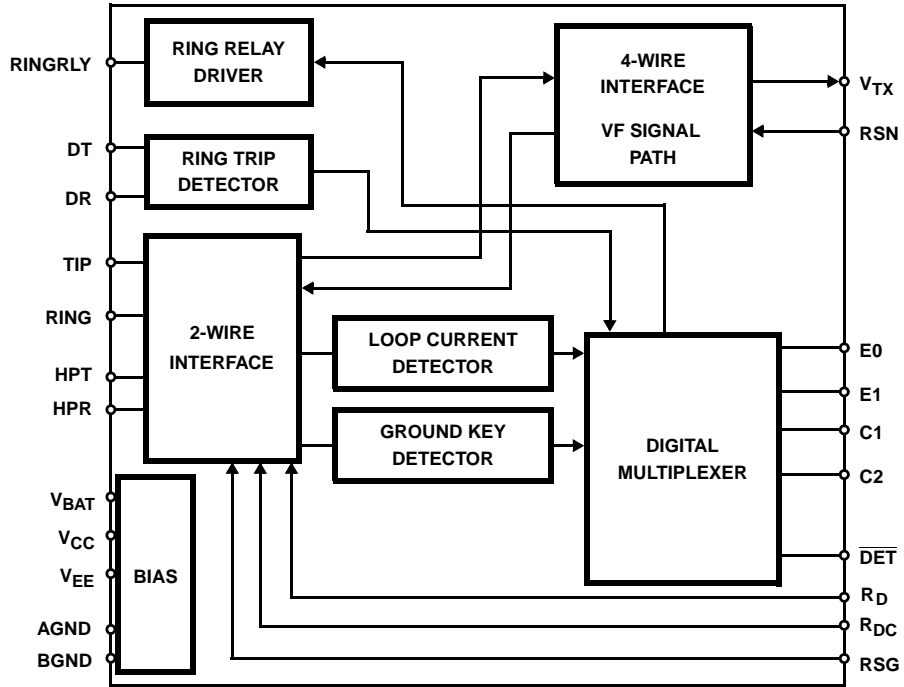 RINGRLY
DT
DR
TIP
RING
HPT
HPR
VBAT
VCC
VEE
AGND
BGND
RING RELAY
DRIVER
RING TRIP
DETECTOR
2-WIRE
INTERFACE
BIAS
LOOP CURRENT
DETECTOR
GROUND KEY
DETECTOR
4-WIRE
INTERFACE
VF SIGNAL
PATH
DIGITAL
MULTIPLEXER
VTX
RSN
E0
E1
C1
C2
D̅E̅T̅
RD
RDC
RSG